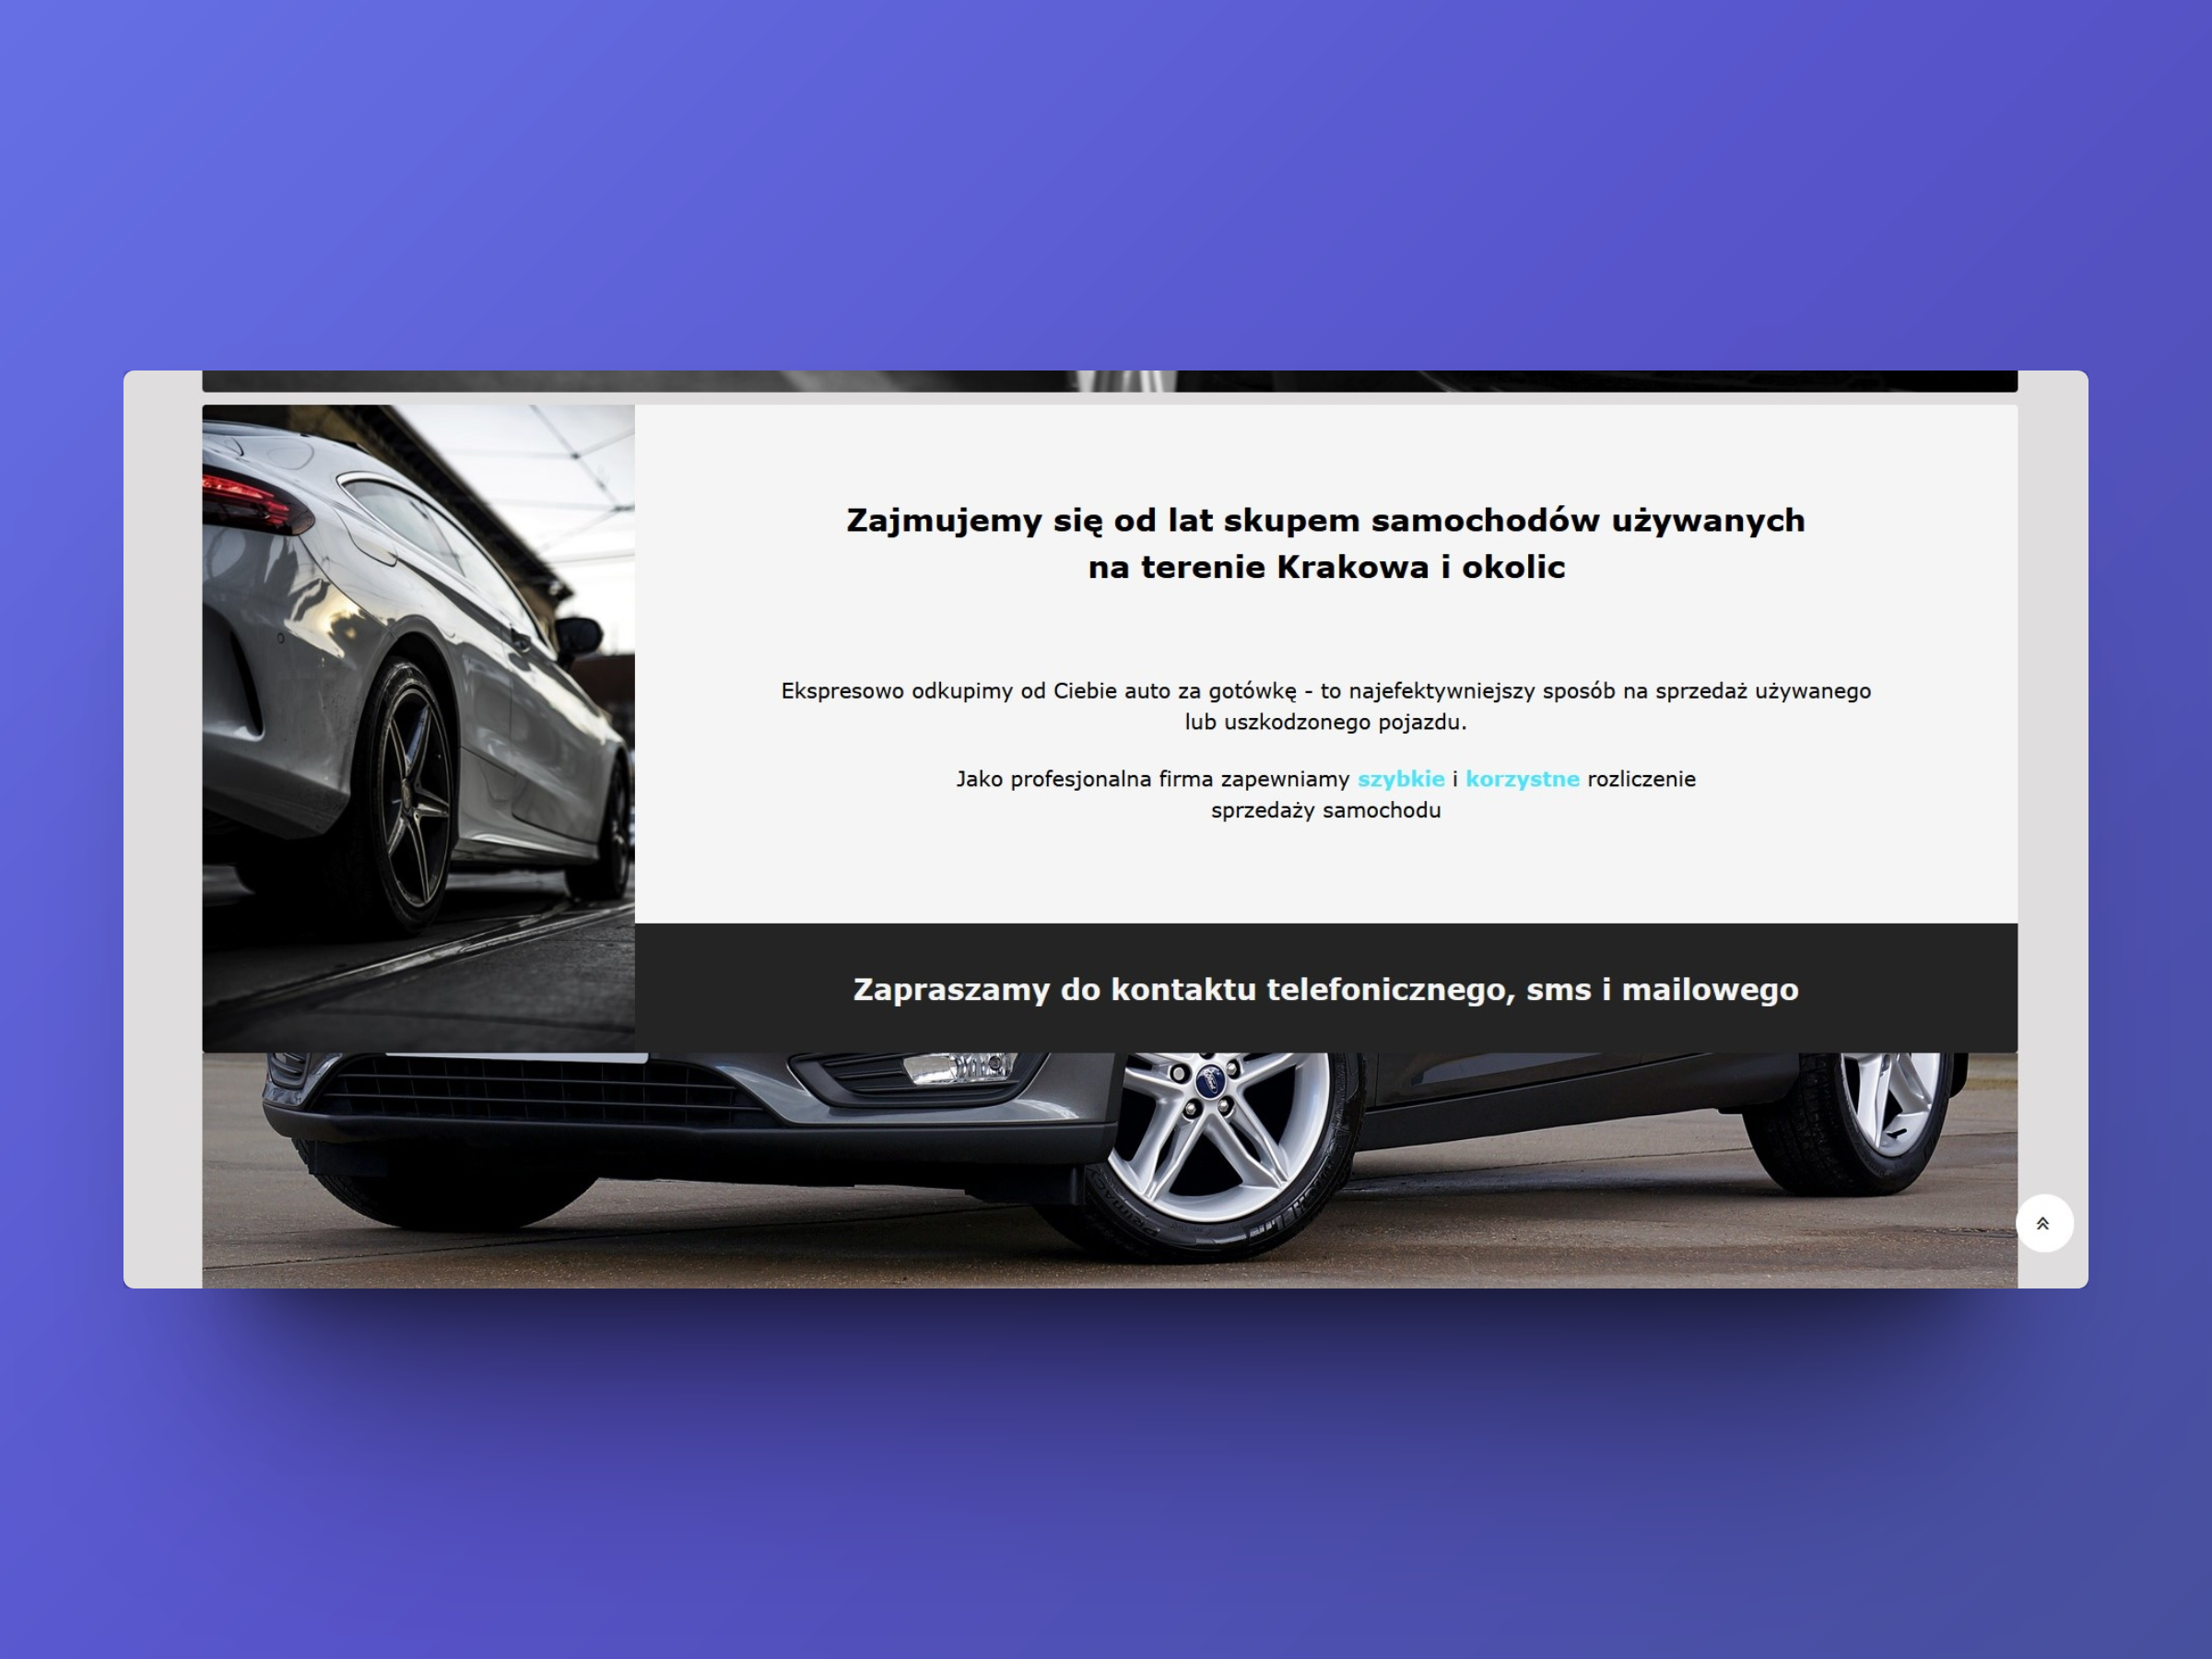 Zajmujemy się od lat skupem samochodów używanych
na terenie Krakowa i okolic
Ekspresowo odkupimy od Ciebie auto za gotówkę - to najefektywniejszy sposób na sprzedaż używanego
lub uszkodzonego pojazdu.
Jako profesjonalna firma zapewniamy szybkie i korzystne rozliczenie
sprzedaży samochodu
Zapraszamy do kontaktu telefonicznego, sms i mailowego